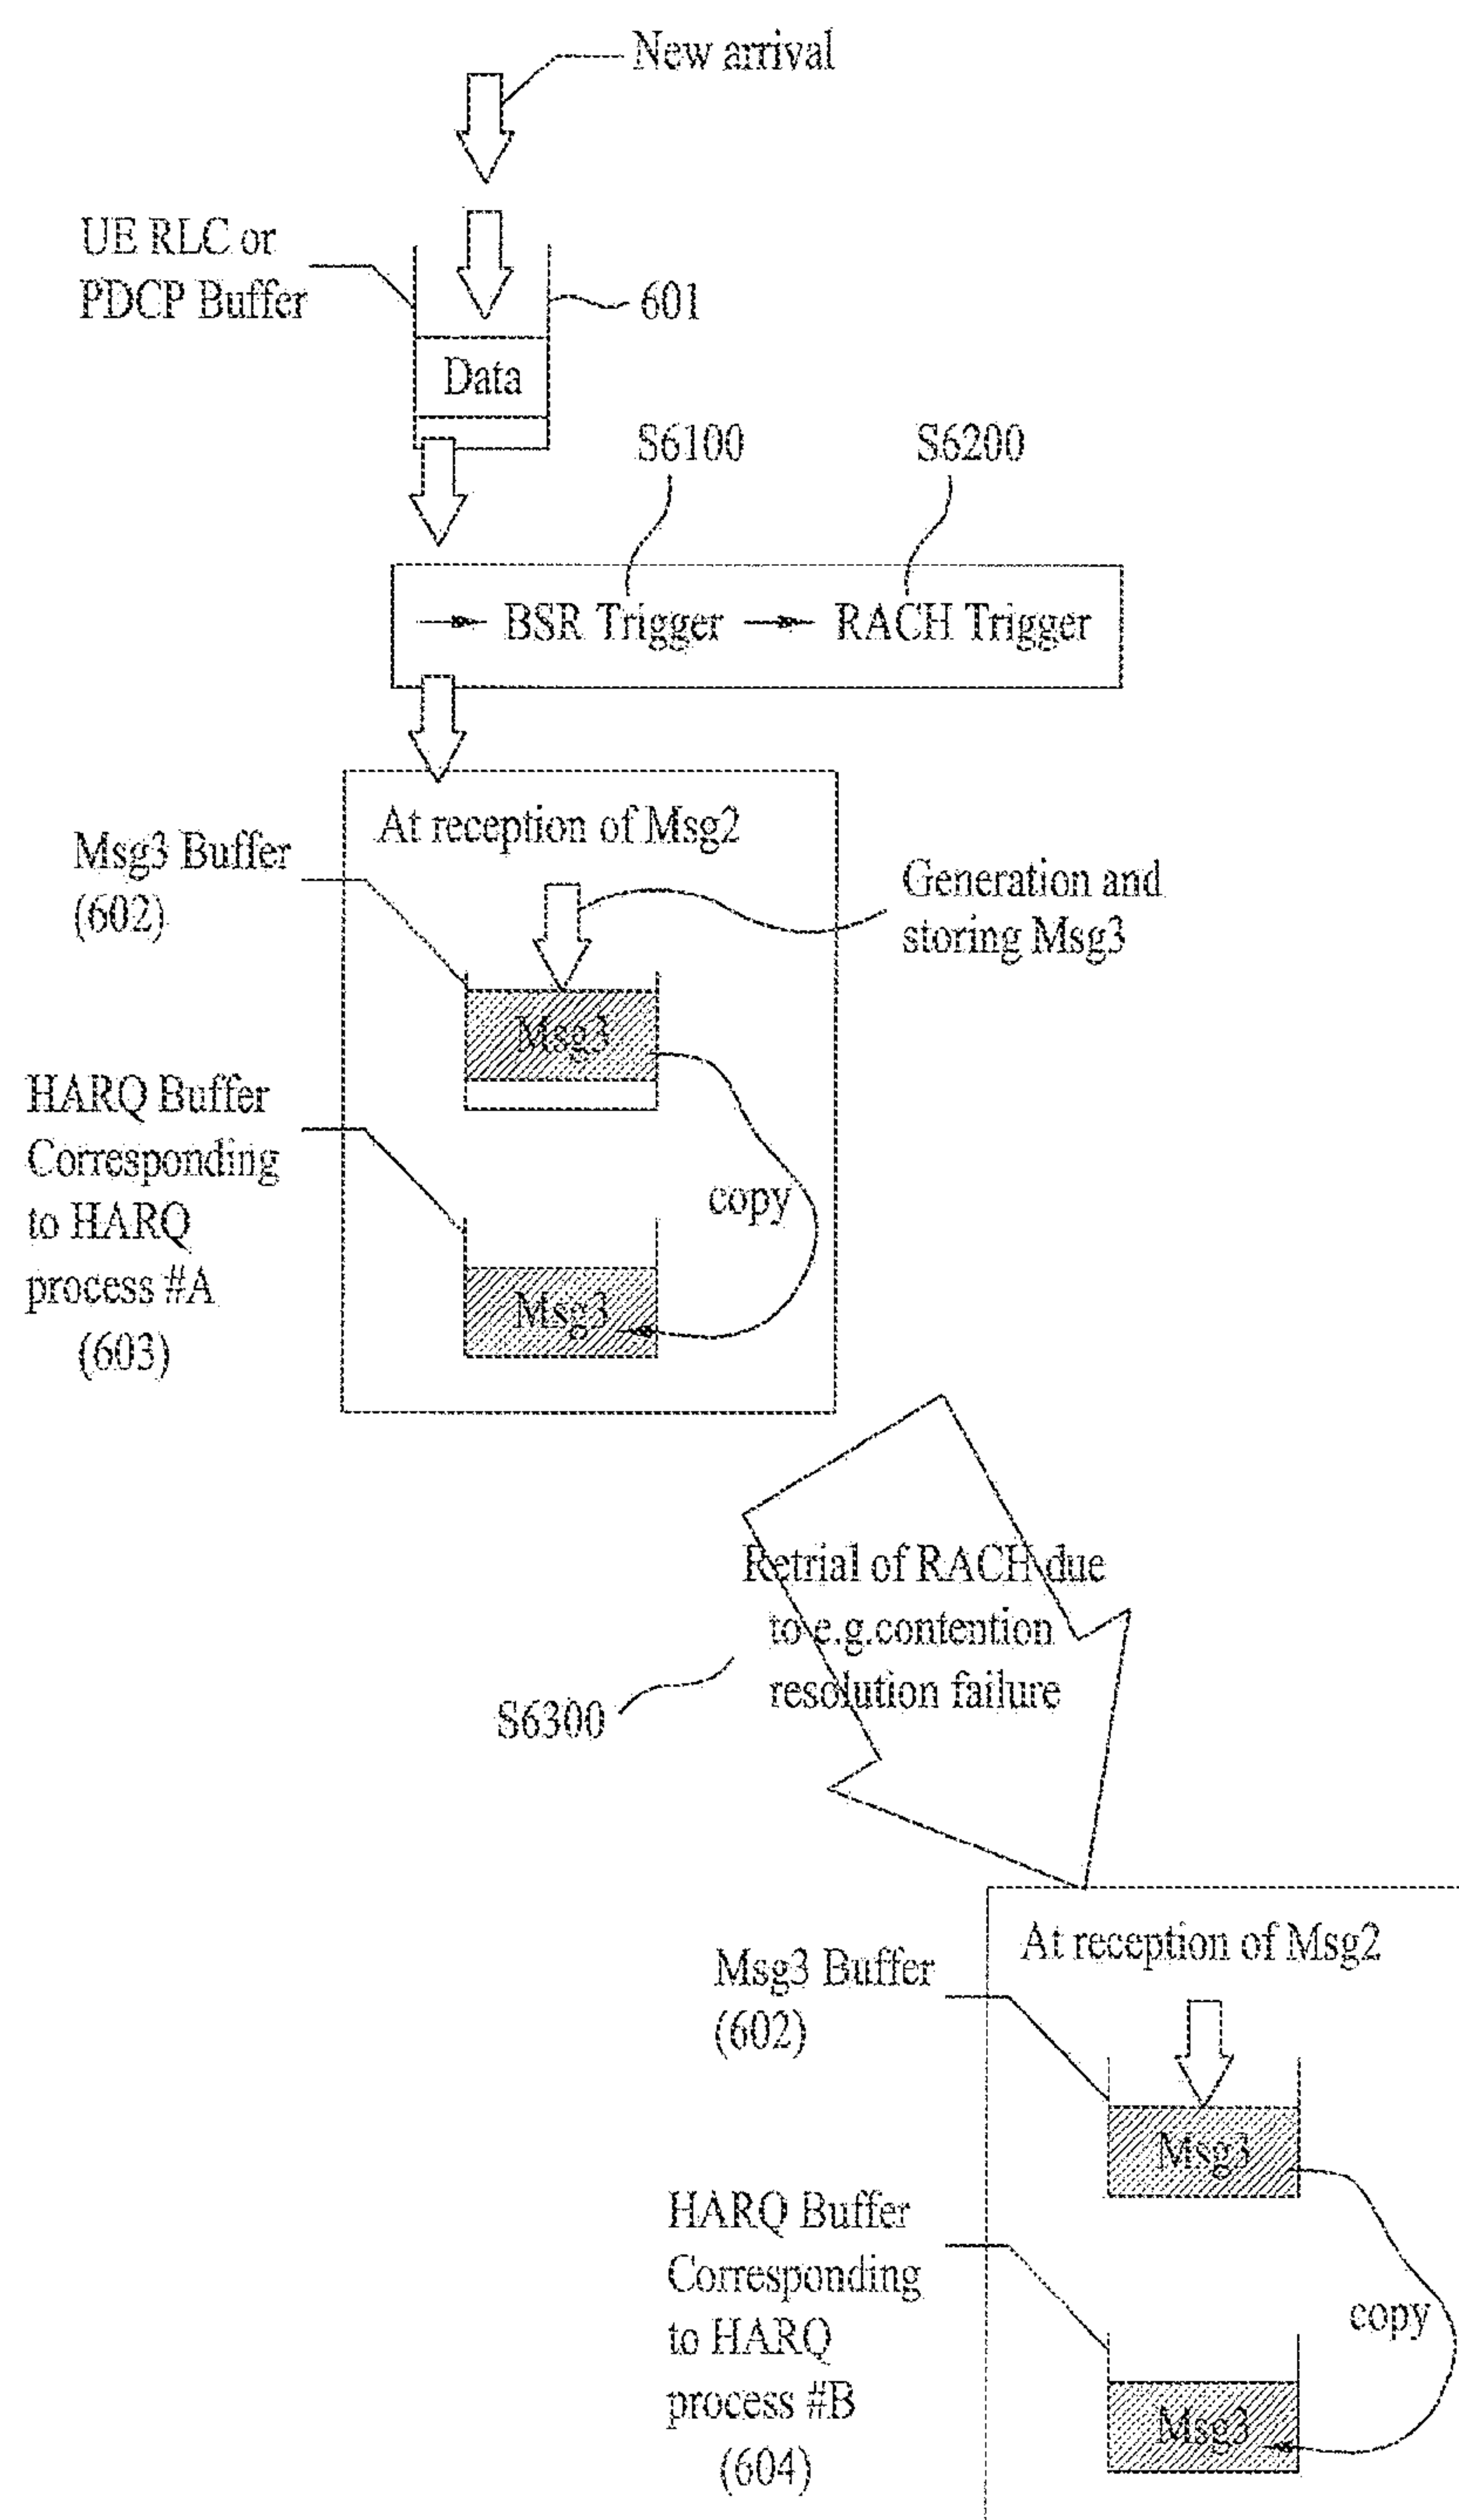 New arrival
UE RLC or
PDCP Buffer
601
Data
S6100
S6200
BSR Trigger
RACH Trigger
At reception of Msg2
Msg3 Buffer
(602)
Generation and
storing Msg3
Msg3
HARQ Buffer
Corresponding
to HARQ
process #A
(603)
copy
Msg3
Retrial of RACH due
to e.g.contention
resolution failure
S6300
At reception of Msg2
Msg3 Buffer
(602)
Msg3
HARQ Buffer
Corresponding
to HARQ
process #B
(604)
copy
Msg3